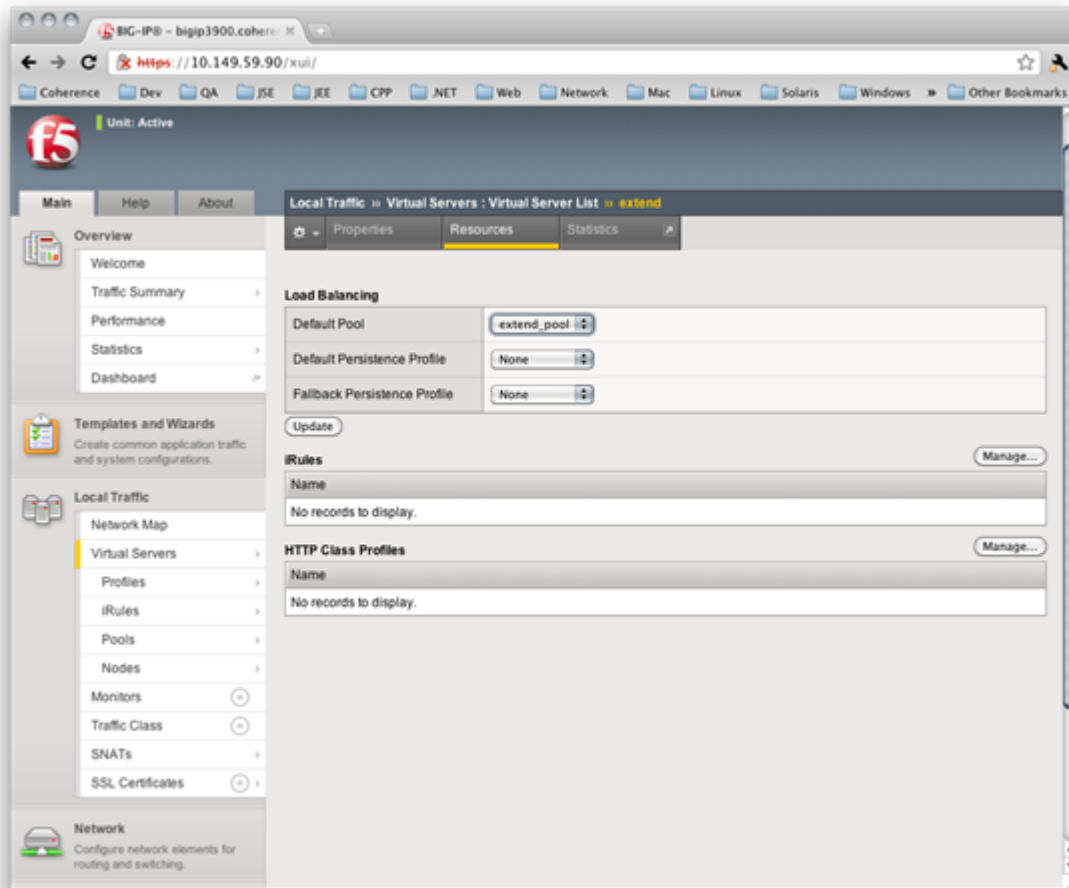 BIG-IP® - bigip3900.cohere
https://10.149.59.90/xui/
Coherence Dev QA JSE JEE CPP .NET Web Network Mac Linux Solaris Windows » Other Bookmarks
f5
Unit: Active
Main Help About
Local Traffic » Virtual Servers : Virtual Server List » extend
Properties Resources Statistics
Overview
Welcome
Traffic Summary
Performance
Statistics
Dashboard
Templates and Wizards
Create common application traffic
and system configurations.
Local Traffic
Network Map
Virtual Servers
Profiles
iRules
Pools
Nodes
Monitors
Traffic Class
SNATs
SSL Certificates
Network
Configure network elements for
routing and switching.
Load Balancing
Default Pool extend_pool
Default Persistence Profile None
Fallback Persistence Profile None
Update
iRules Manage...
Name
No records to display.
HTTP Class Profiles Manage...
Name
No records to display.